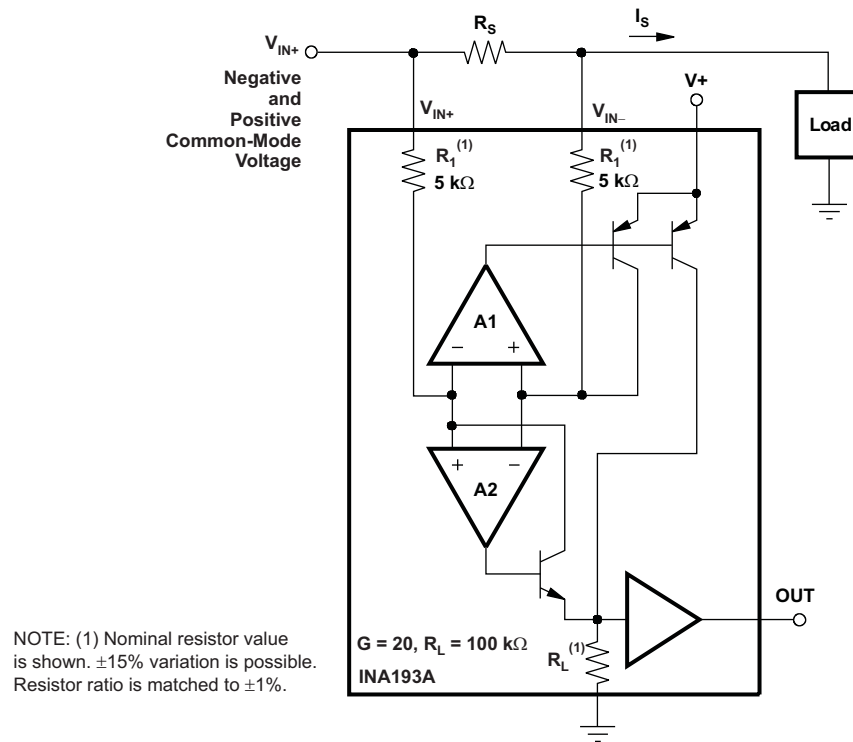 R_S
I_S
V_IN+
Negative
and
Positive
Common-Mode
Voltage
V_IN+
V_IN–
V+
Load
R_1^(1)
5 kΩ
R_1^(1)
5 kΩ
A1
– +
+ –
A2
OUT
G = 20, R_L = 100 kΩ
R_L^(1)
INA193A
NOTE: (1) Nominal resistor value
is shown. ±15% variation is possible.
Resistor ratio is matched to ±1%.